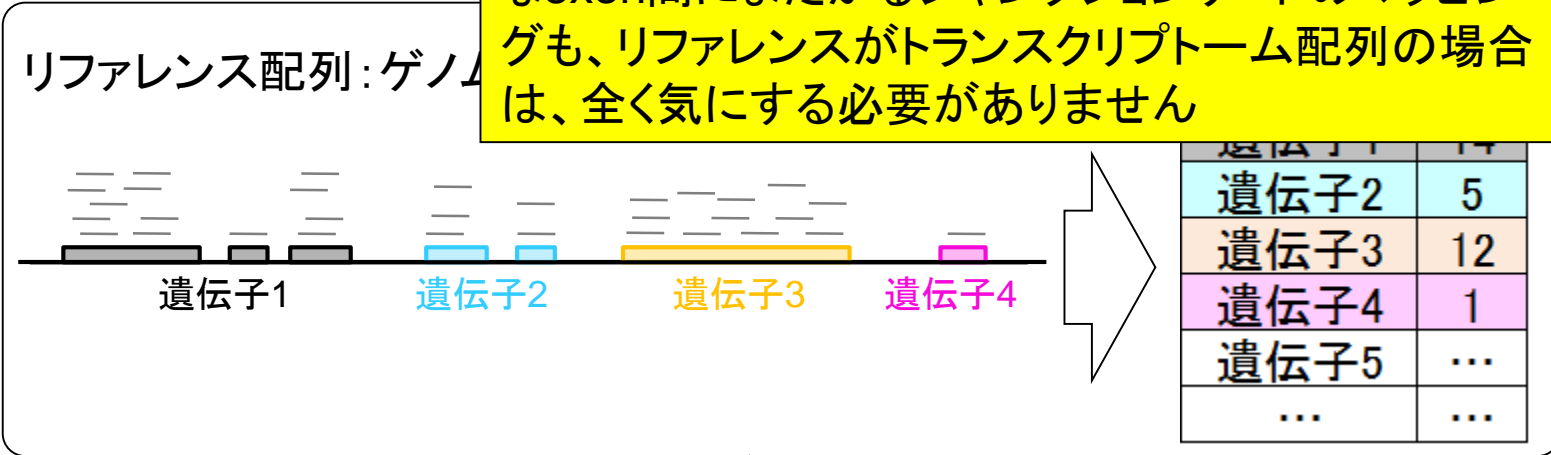 グも、リファレンスがトランスクリプトーム配列の場合
は、全く気にする必要がありません
リファレンス配列：ゲノム
遺伝子1
遺伝子2
遺伝子3
遺伝子4
遺伝子2 5
遺伝子3 12
遺伝子4 1
遺伝子5 …
… …